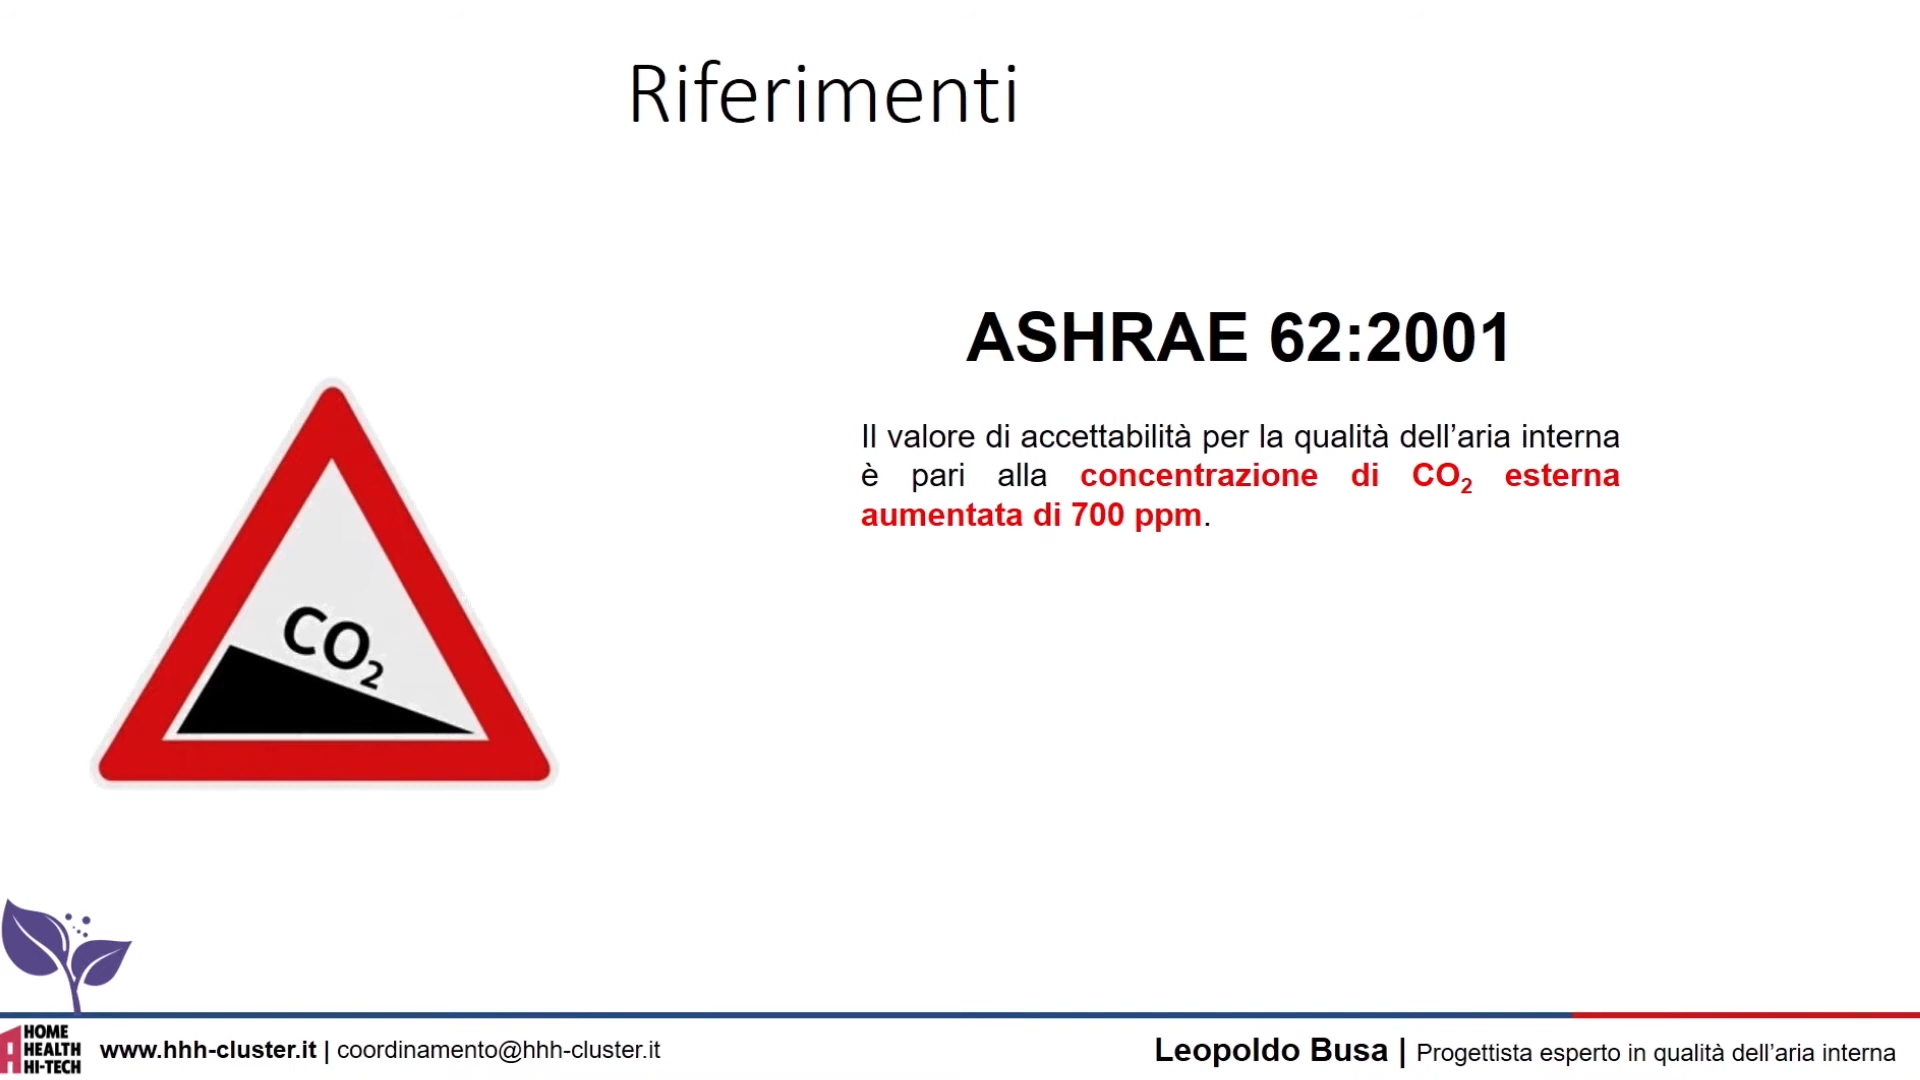 Riferimenti
ASHRAE 62:2001
Il valore di accettabilità per la qualità dell’aria interna
è pari alla concentrazione di CO₂ esterna
aumentata di 700 ppm.
CO₂
HOME
HEALTH
HI-TECH
www.hhh-cluster.it | coordinamento@hhh-cluster.it
Leopoldo Busa | Progettista esperto in qualità dell’aria interna